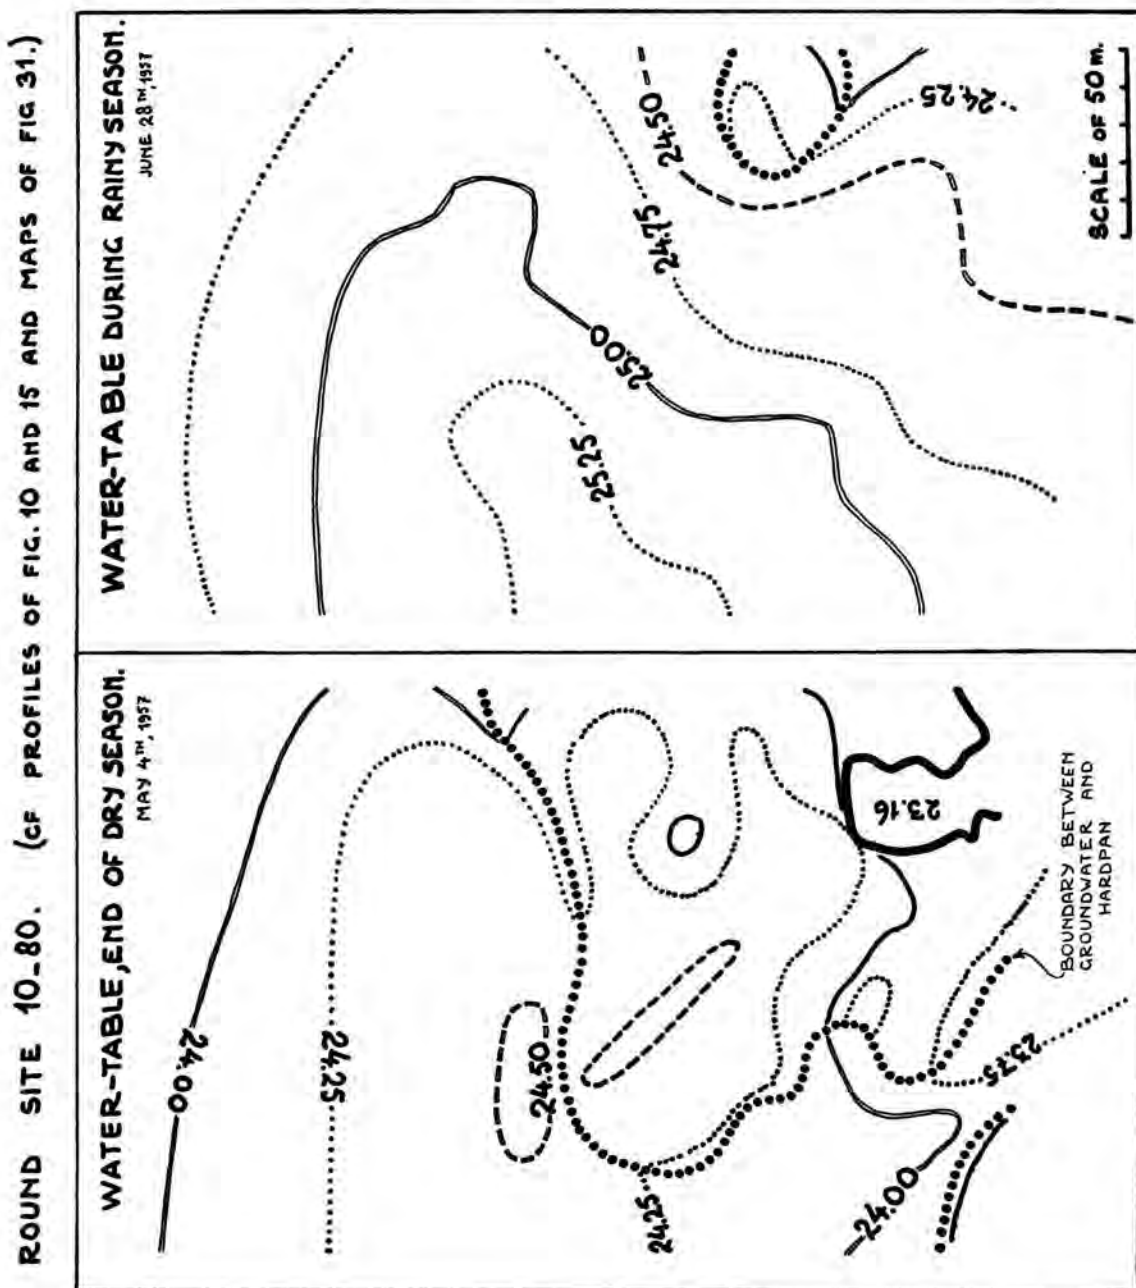 ROUND SITE 10-80. (CF PROFILES OF FIG. 10 AND 15 AND MAPS OF FIG 31.)
WATER-TABLE, END OF DRY SEASON.
MAY 4TH, 1957
24.00
24.25
24.50
24.25
24.00
23.75
23.16
BOUNDARY BETWEEN
GROUNDWATER AND
HARDPAN
WATER-TABLE DURING RAINY SEASON.
JUNE 28TH, 1957
25.25
25.00
24.75
24.50
24.25
SCALE OF 50 m.